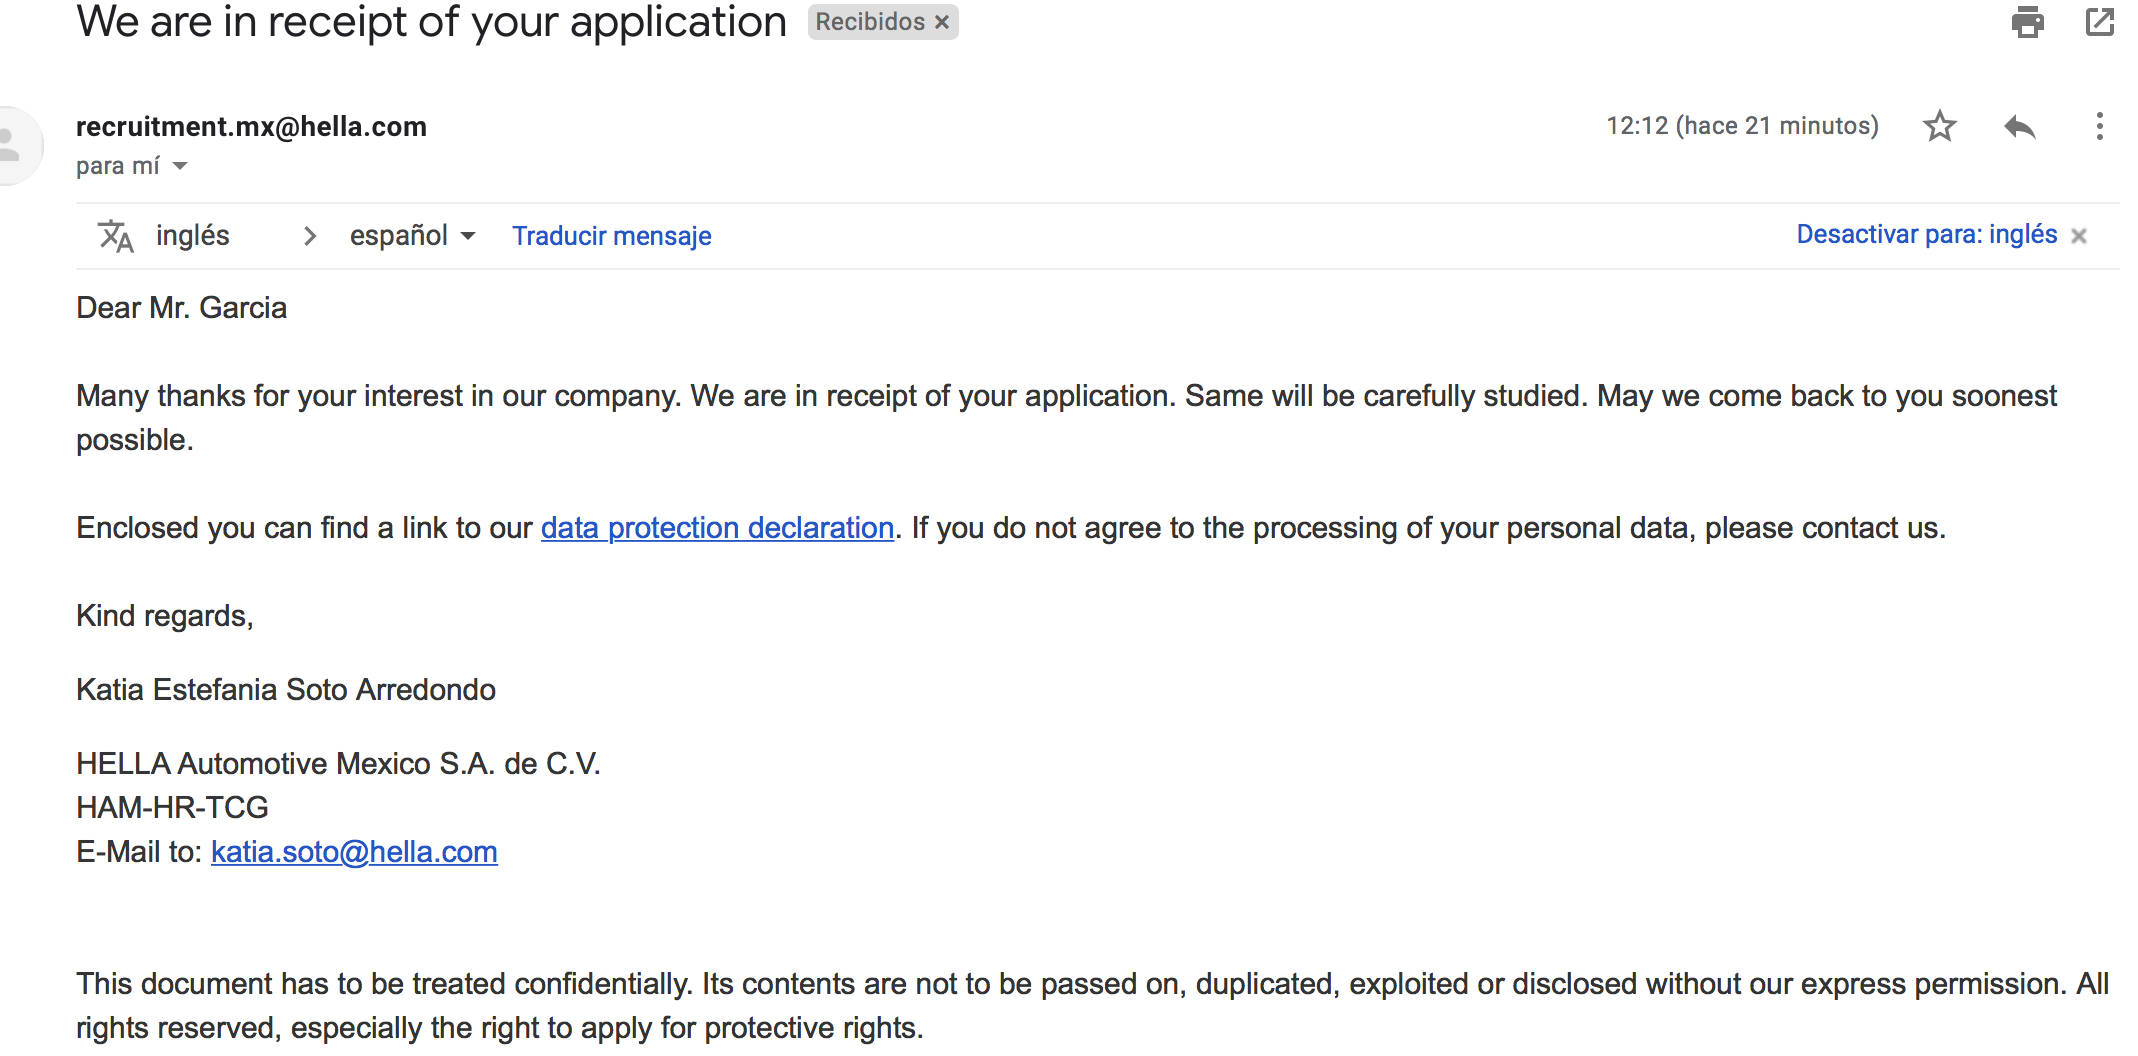 We are in receipt of your application Recibidos ×
recruitment.mx@hella.com 12:12 (hace 21 minutos)
para mí
inglés > español Traducir mensaje Desactivar para: inglés ×
Dear Mr. Garcia
Many thanks for your interest in our company. We are in receipt of your application. Same will be carefully studied. May we come back to you soonest
possible.
Enclosed you can find a link to our data protection declaration. If you do not agree to the processing of your personal data, please contact us.
Kind regards,
Katia Estefania Soto Arredondo
HELLA Automotive Mexico S.A. de C.V.
HAM-HR-TCG
E-Mail to: katia.soto@hella.com
This document has to be treated confidentially. Its contents are not to be passed on, duplicated, exploited or disclosed without our express permission. All
rights reserved, especially the right to apply for protective rights.